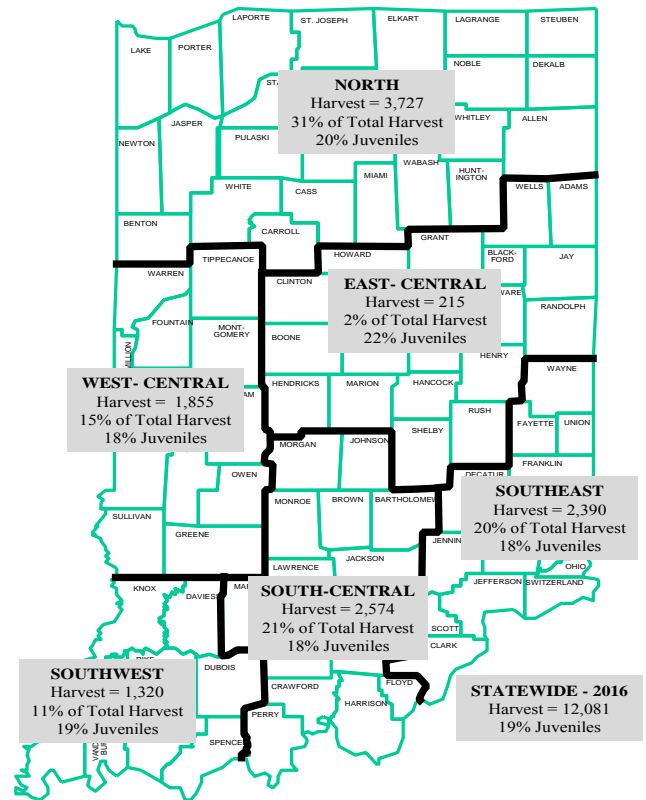 LAPORTE
ST. JOSEPH
ELKART
LAGRANGE
STEUBEN
LAKE
PORTER
NOBLE
DEKALB
NORTH
Harvest = 3,727
31% of Total Harvest
20% Juveniles
JASPER
NEWTON
PULASKI
WHITLEY
ALLEN
WABASH
HUNT-
INGTON
MIAMI
WHITE
CASS
WELLS
ADAMS
BENTON
CARROLL
GRANT
HOWARD
TIPPECANOE
WARREN
CLINTON
BLACK-
FORD
JAY
EAST- CENTRAL
Harvest = 215
2% of Total Harvest
22% Juveniles
RANDOLPH
FOUNTAIN
MONT-
GOMERY
BOONE
HENRY
WAYNE
WEST- CENTRAL
Harvest = 1,855
15% of Total Harvest
18% Juveniles
HENDRICKS
MARION
HANCOCK
RUSH
FAYETTE
UNION
SHELBY
MORGAN
JOHNSON
FRANKLIN
DECATUR
OWEN
MONROE
BROWN
BARTHOLOMEW
SOUTHEAST
Harvest = 2,390
20% of Total Harvest
18% Juveniles
SULLIVAN
GREENE
JACKSON
LAWRENCE
OHIO
JEFFERSON
SWITZERLAND
KNOX
SOUTH-CENTRAL
Harvest = 2,574
21% of Total Harvest
18% Juveniles
SCOTT
CLARK
DUBOIS
SOUTHWEST
Harvest = 1,320
11% of Total Harvest
19% Juveniles
CRAWFORD
FLOYD
HARRISON
PERRY
STATEWIDE - 2016
Harvest = 12,081
19% Juveniles